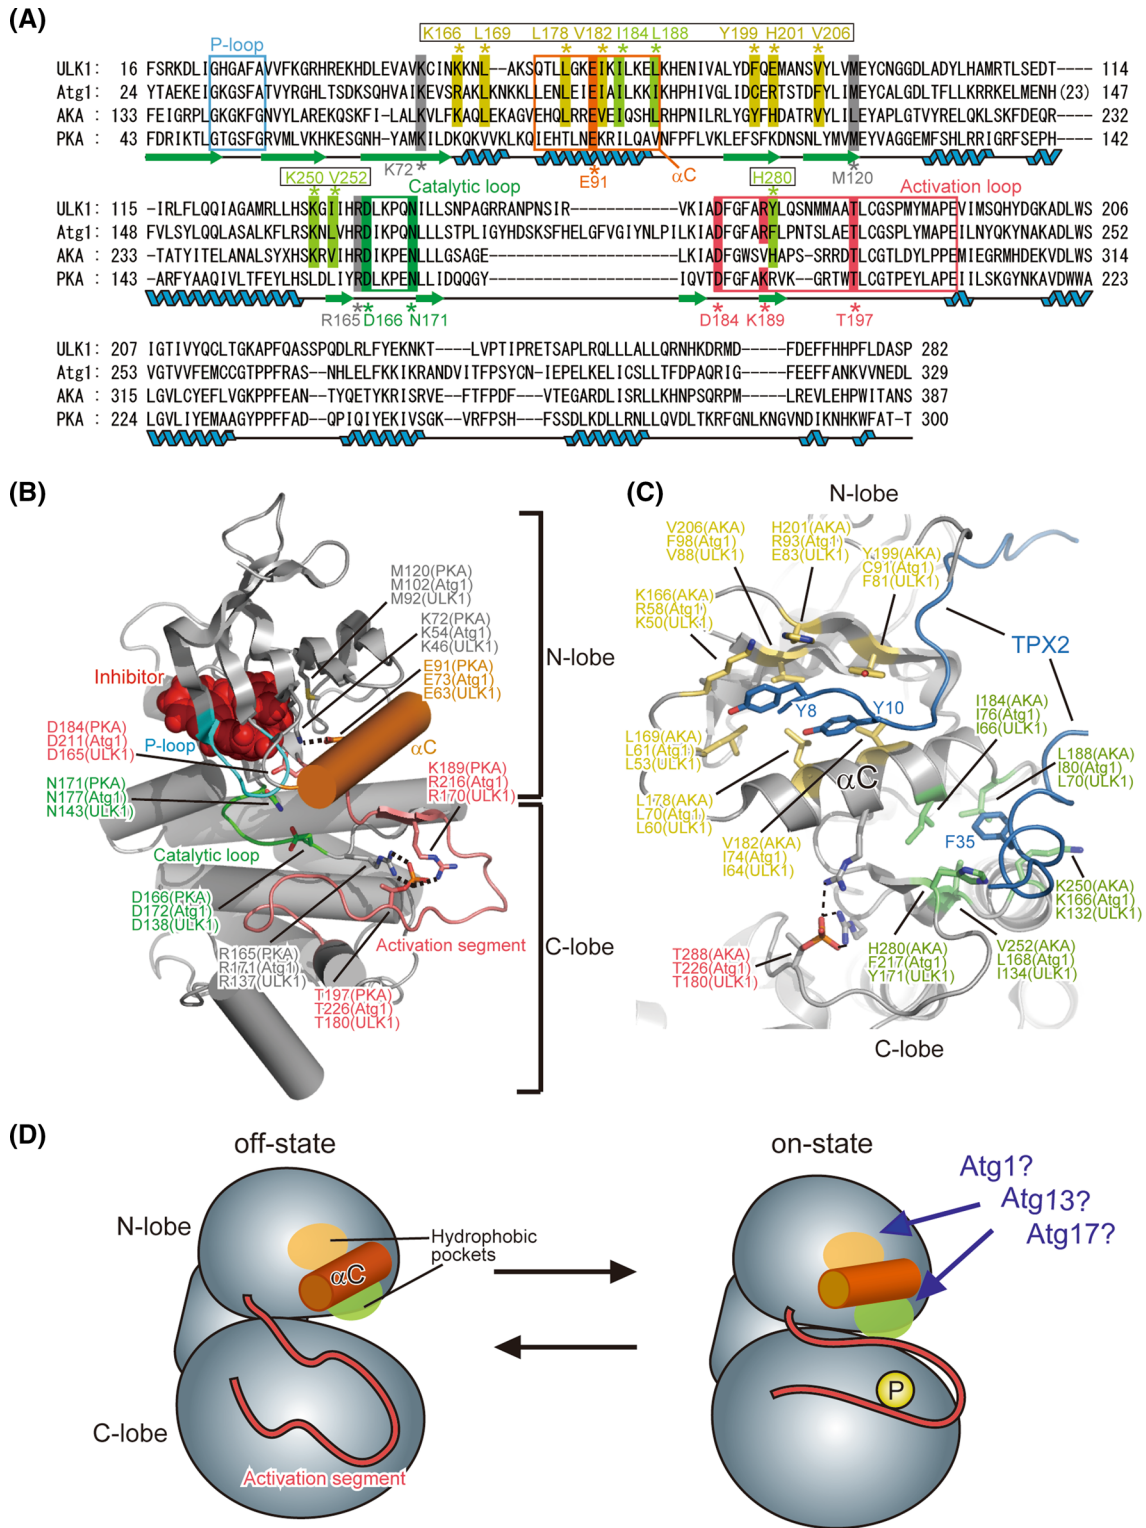 (A)
K166 L169 L178 V182 I184 L188 Y199 H201 V206
P-loop
ULK1: 16 FSRKDLIGHGAFAVVFKGRHREKHDLEVAVKCINKKNL--AKSQTLLGKEIKILKELKHENIVALYDFQEMANSVYLVMEYCNGGDLADYLHAMRTLSEDT---- 114
Atg1: 24 YTAEKEIGKGSFATVYRGHLTSDKSQHVAIKEVSRAKLKNKKLLENLEIEIAILKKIKHPHIVGLIDCERTSTDFYLIMEYCALGDLTFLLKRRKELMENH(23) 147
AKA : 133 FEIGRPLGKGKFGNVYLAREKQSKFI-LALKVLFKAQLEKAGVEHQLRREVEIQSHLRHPNILRLYGYFHDATRVYLILEYAPLGTVYRELQKLSKFDEQR---- 232
PKA : 43 FDRIKTLGTGSFGRVMLVKHKESGNH-YAMKILDKQKVVKLKQIEHTLNEKRILQAVNFPFLVKLEFSFKDNSNLYMVMEYVAGGEMFSHLRRIGRFSEPH---- 142
K72 E91 αC M120
K250 V252 H280
Catalytic loop Activation loop
ULK1: 115 -IRLFLQQIAGAMRLLHSKGIIHRDLKPQNILLSNPAGRRANPNSIR------------VKIADFGFARYLQSNMMAATLCGSPMYMAPEVIMSQHYDGKADLWS 206
Atg1: 148 FVLSYLQQLASALKFLRSKNLVHRDIKPQNLLLSTPLIGYHDSKSFHELGFVGIYNLPILKIADFGFARFLPNTSLAETLCGSPLYMAPEILNYQKYNAKADLWS 252
AKA : 233 -TATYITELANALSYCHSKRVIHRDIKPENLLLGSAGE---------------------LKIADFGWSVHAPS-SRRDTLCGTLDYLPPEMIEGRMHDEKVDLWS 314
PKA : 143 -ARFYAAQIVLTFEYLHSLDLIYRDLKPENLLIDQQGY---------------------IQVTDFGFAKRVK--GRTWTLCGTPEYLAPEIILSKGYNKAVDWWA 223
R165 D166 N171 D184 K189 T197
ULK1: 207 IGTIVYQCLTGKAPFQASSPQDLRLFYEKNKT----LVPTIPRETSAPLRQLLLALLQRNHKDRMD-----FDEFFHHPFLDASP 282
Atg1: 253 VGTVVFEMCCGTPPFRAS--NHLELFKKIKRANDVITFPSYCN-IEPELKELICSLLTFDPAQRIG-----FEEFFANKVVNEDL 329
AKA : 315 LGVLCYEFLVGKPPFEAN--TYQETYKRISRVE--FTFPDF---VTEGARDLISRLLKHNPSQRPM-----LREVLEHPWITANS 387
PKA : 224 LGVLIYEMAAGYPPFFAD--QPIQIYEKIVSGK--VRFPSH---FSSDLKDLLRNLLQVDLTKRFGNLKNGVNDIKNHKWFAT-T 300
(B)
M120(PKA)
M102(Atg1)
M92(ULK1)
K72(PKA)
K54(Atg1)
K46(ULK1)
E91(PKA)
E73(Atg1)
E63(ULK1)
N-lobe
Inhibitor
D184(PKA)
D211(Atg1)
D165(ULK1)
P-loop
αC
N171(PKA)
N177(Atg1)
N143(ULK1)
K189(PKA)
R216(Atg1)
R170(ULK1)
Catalytic loop
D166(PKA)
D172(Atg1)
D138(ULK1)
Activation segment
C-lobe
R165(PKA)
R171(Atg1)
R137(ULK1)
T197(PKA)
T226(Atg1)
T180(ULK1)
(C)
N-lobe
V206(AKA)
F98(Atg1)
V88(ULK1)
H201(AKA)
R93(Atg1)
E83(ULK1)
Y199(AKA)
C91(Atg1)
F81(ULK1)
K166(AKA)
R58(Atg1)
K50(ULK1)
TPX2
Y8
Y10
I184(AKA)
I76(Atg1)
I66(ULK1)
L169(AKA)
L61(Atg1)
L53(ULK1)
L188(AKA)
I80(Atg1)
L70(ULK1)
αC
L178(AKA)
L70(Atg1)
L60(ULK1)
V182(AKA)
I74(Atg1)
I64(ULK1)
F35
K250(AKA)
K166(Atg1)
K132(ULK1)
T288(AKA)
T226(Atg1)
T180(ULK1)
H280(AKA)
F217(Atg1)
Y171(ULK1)
V252(AKA)
L168(Atg1)
I134(ULK1)
C-lobe
(D)
off-state
on-state
Atg1?
Atg13?
Atg17?
N-lobe
Hydrophobic
pockets
αC
P
C-lobe
Activation segment